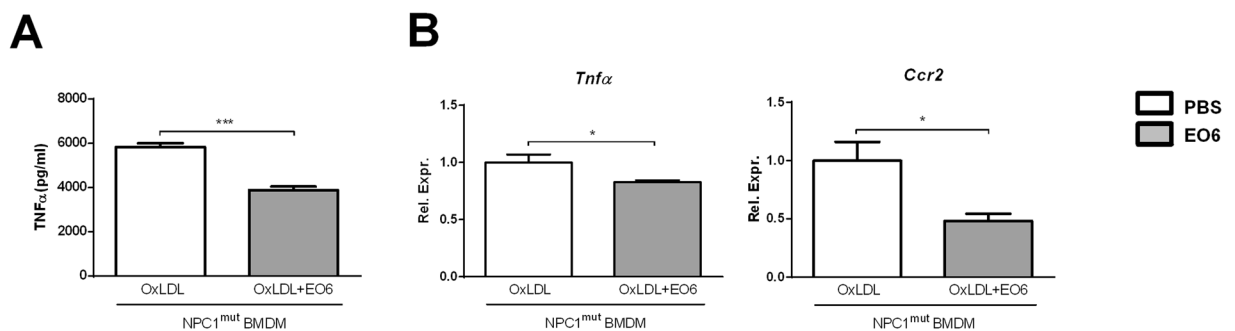 A
B
Tnfα
Ccr2
8000
6000
4000
2000
0
TNFα(pg/ml)
***
OxLDL
OxLDL+EO6
NPC1mut BMDM
1.5
1.0
0.5
0.0
Rel. Expr.
*
OxLDL
OxLDL+EO6
NPC1mut BMDM
1.5
1.0
0.5
0.0
Rel. Expr.
*
OxLDL
OxLDL+EO6
NPC1mut BMDM
PBS
EO6